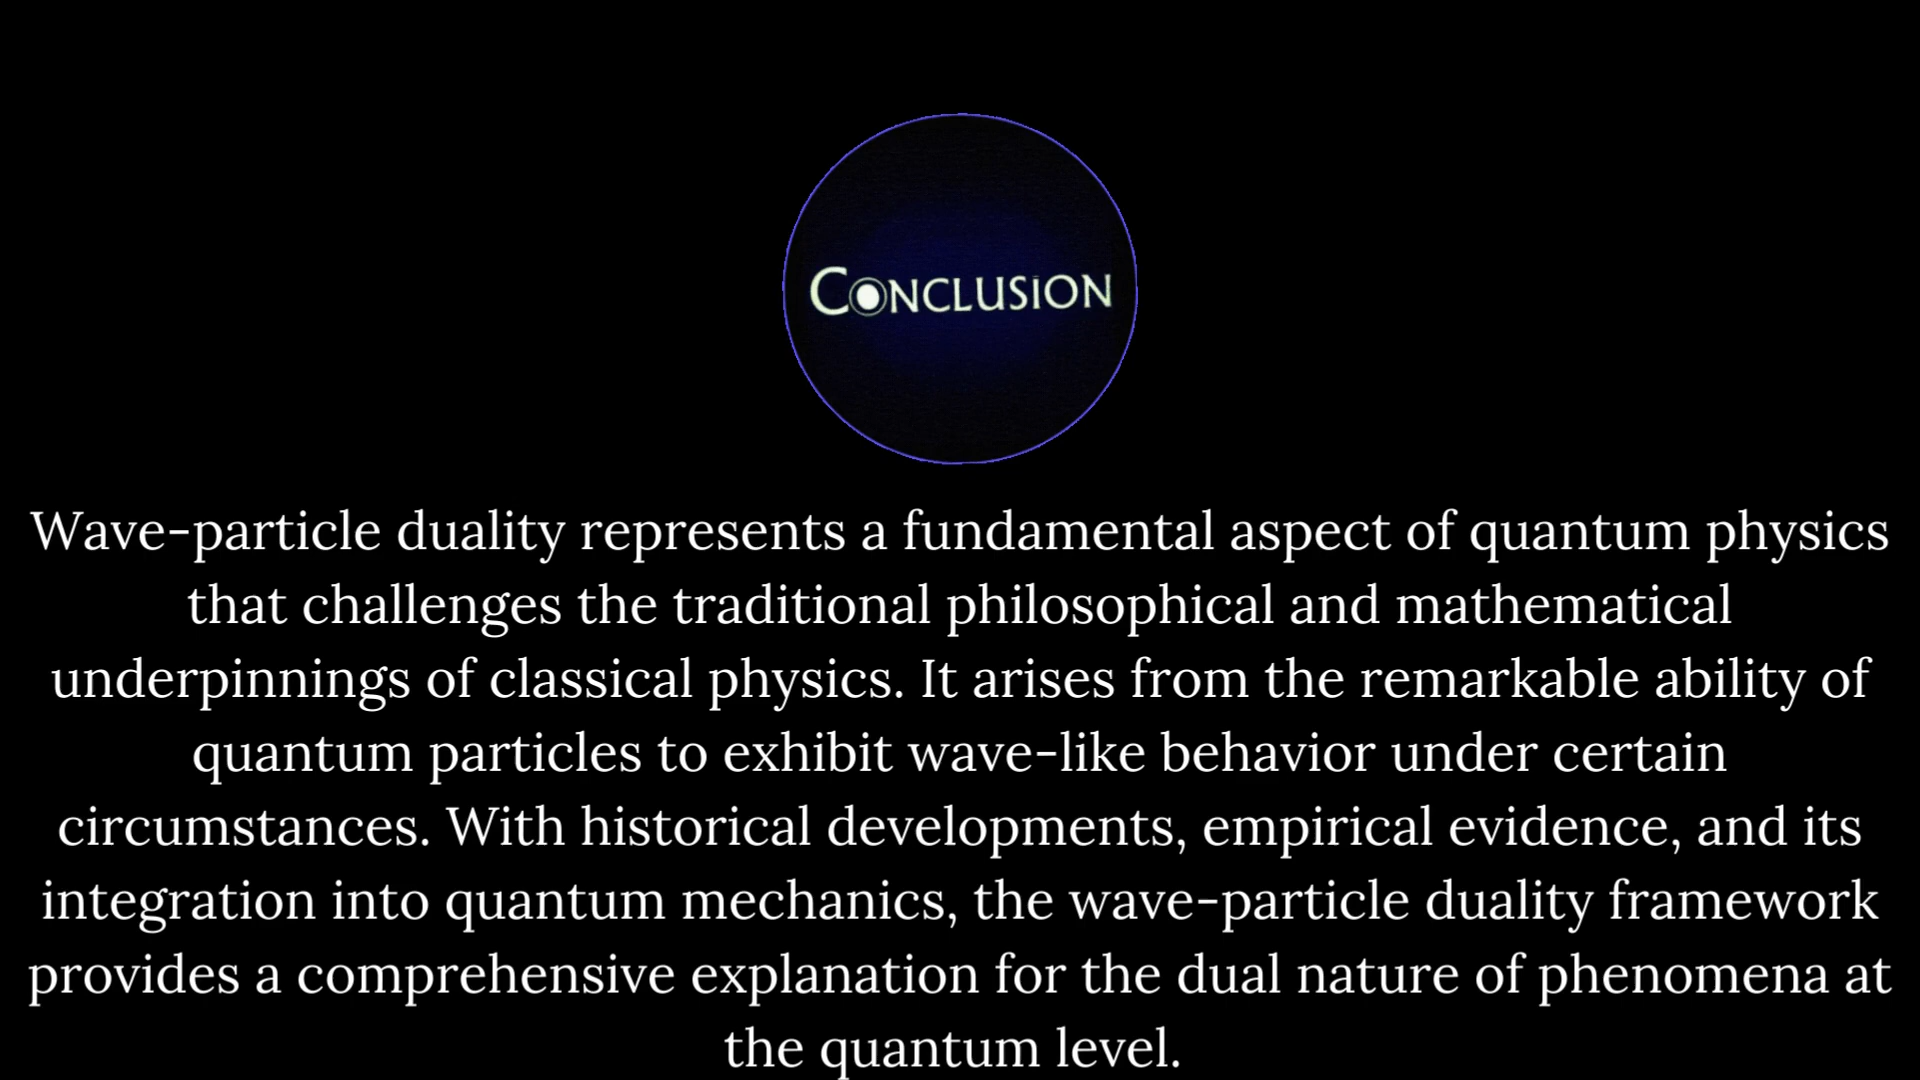 CONCLUSION
Wave-particle duality represents a fundamental aspect of quantum physics
that challenges the traditional philosophical and mathematical
underpinnings of classical physics. It arises from the remarkable ability of
quantum particles to exhibit wave-like behavior under certain
circumstances. With historical developments, empirical evidence, and its
integration into quantum mechanics, the wave-particle duality framework
provides a comprehensive explanation for the dual nature of phenomena at
the quantum level.